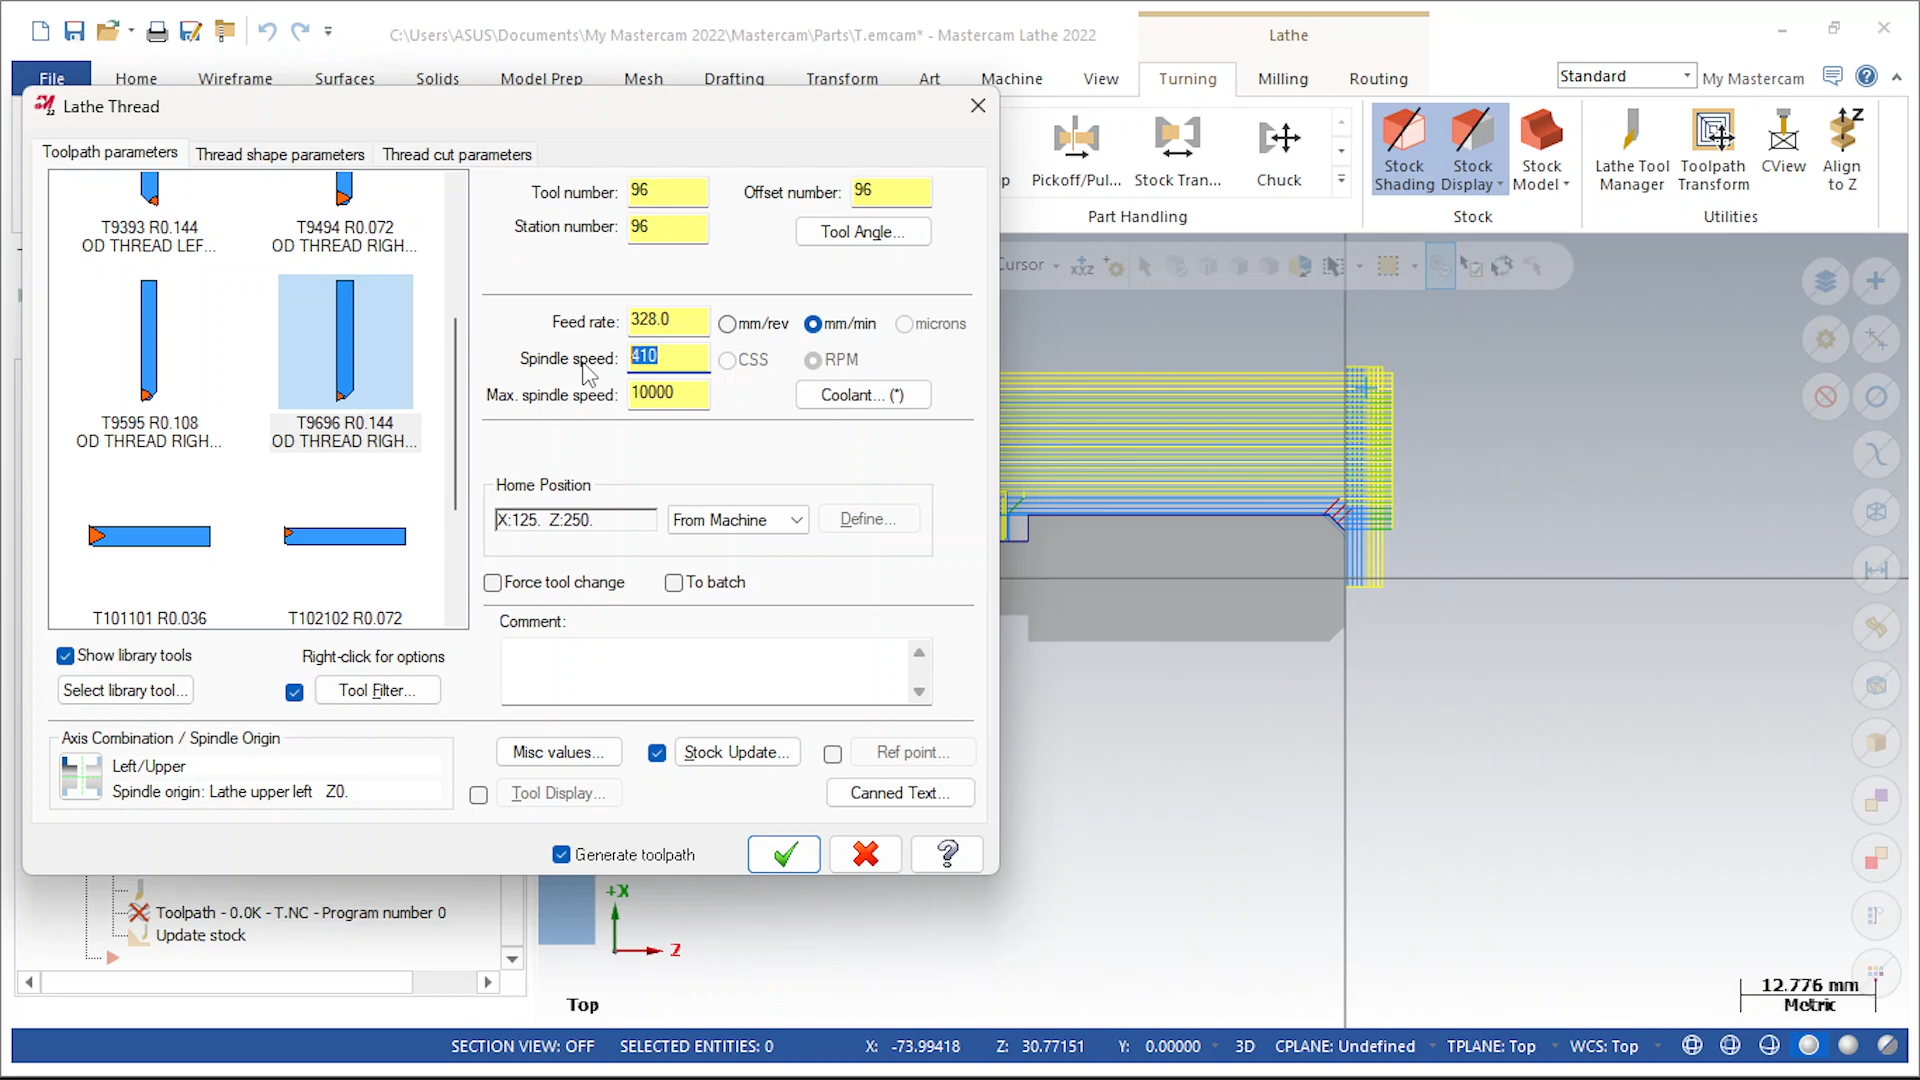 C:\Users\ASUS\Documents\My Mastercam 2022\Mastercam\Parts\T.emcam* - Mastercam Lathe 2022
Lathe
File Home Wireframe Surfaces Solids Model Prep Mesh Drafting Transform Art Machine View Turning Milling Routing
Standard
My Mastercam
Lathe Thread
Toolpath parameters
Thread shape parameters
Thread cut parameters
Pickoff/Pul...
Stock Tran...
Chuck
Part Handling
Stock Shading
Stock Display
Stock Model
Stock
Lathe Tool Manager
Toolpath Transform
CView
Align to Z
Utilities
T9393 R0.144
OD THREAD LEF...
T9494 R0.072
OD THREAD RIGH...
T9595 R0.108
OD THREAD RIGH...
T9696 R0.144
OD THREAD RIGH...
T101101 R0.036
T102102 R0.072
Tool number: 96
Offset number: 96
Station number: 96
Tool Angle...
Feed rate: 328.0
mm/rev
mm/min
microns
Spindle speed: 410
CSS
RPM
Max. spindle speed: 10000
Coolant... (*)
Home Position
X:125. Z:250.
From Machine
Define...
Force tool change
To batch
Comment:
Show library tools
Right-click for options
Select library tool...
Tool Filter...
Axis Combination / Spindle Origin
Left/Upper
Spindle origin: Lathe upper left Z0.
Misc values...
Stock Update...
Ref point...
Tool Display...
Canned Text...
Generate toolpath
Toolpath - 0.0K - T.NC - Program number 0
Update stock
+X
Z
Top
12.776 mm
Metric
SECTION VIEW: OFF SELECTED ENTITIES: 0 X: -73.99418 Z: 30.77151 Y: 0.00000 3D CPLANE: Undefined TPLANE: Top WCS: Top